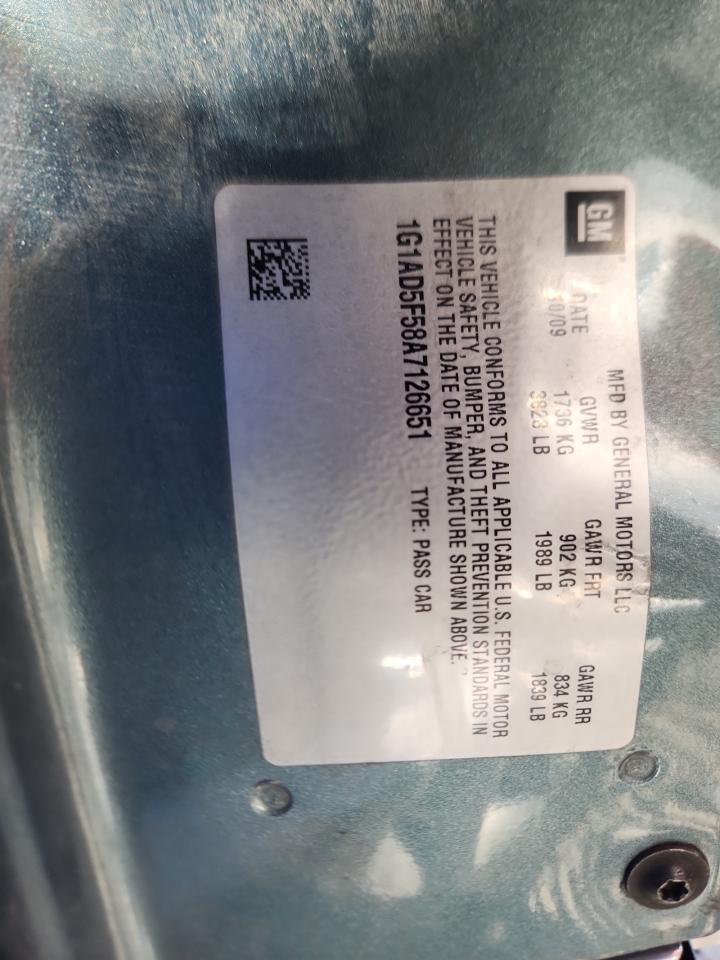 GM
MFD BY GENERAL MOTORS LLC
DATE GVWR GAWR FRT GAWR RR
10/09 1736 KG 902 KG 834 KG
3823 LB 1989 LB 1839 LB
THIS VEHICLE CONFORMS TO ALL APPLICABLE U.S. FEDERAL MOTOR
VEHICLE SAFETY, BUMPER, AND THEFT PREVENTION STANDARDS IN
EFFECT ON THE DATE OF MANUFACTURE SHOWN ABOVE.
1G1AD5F58A7126651 TYPE: PASS CAR